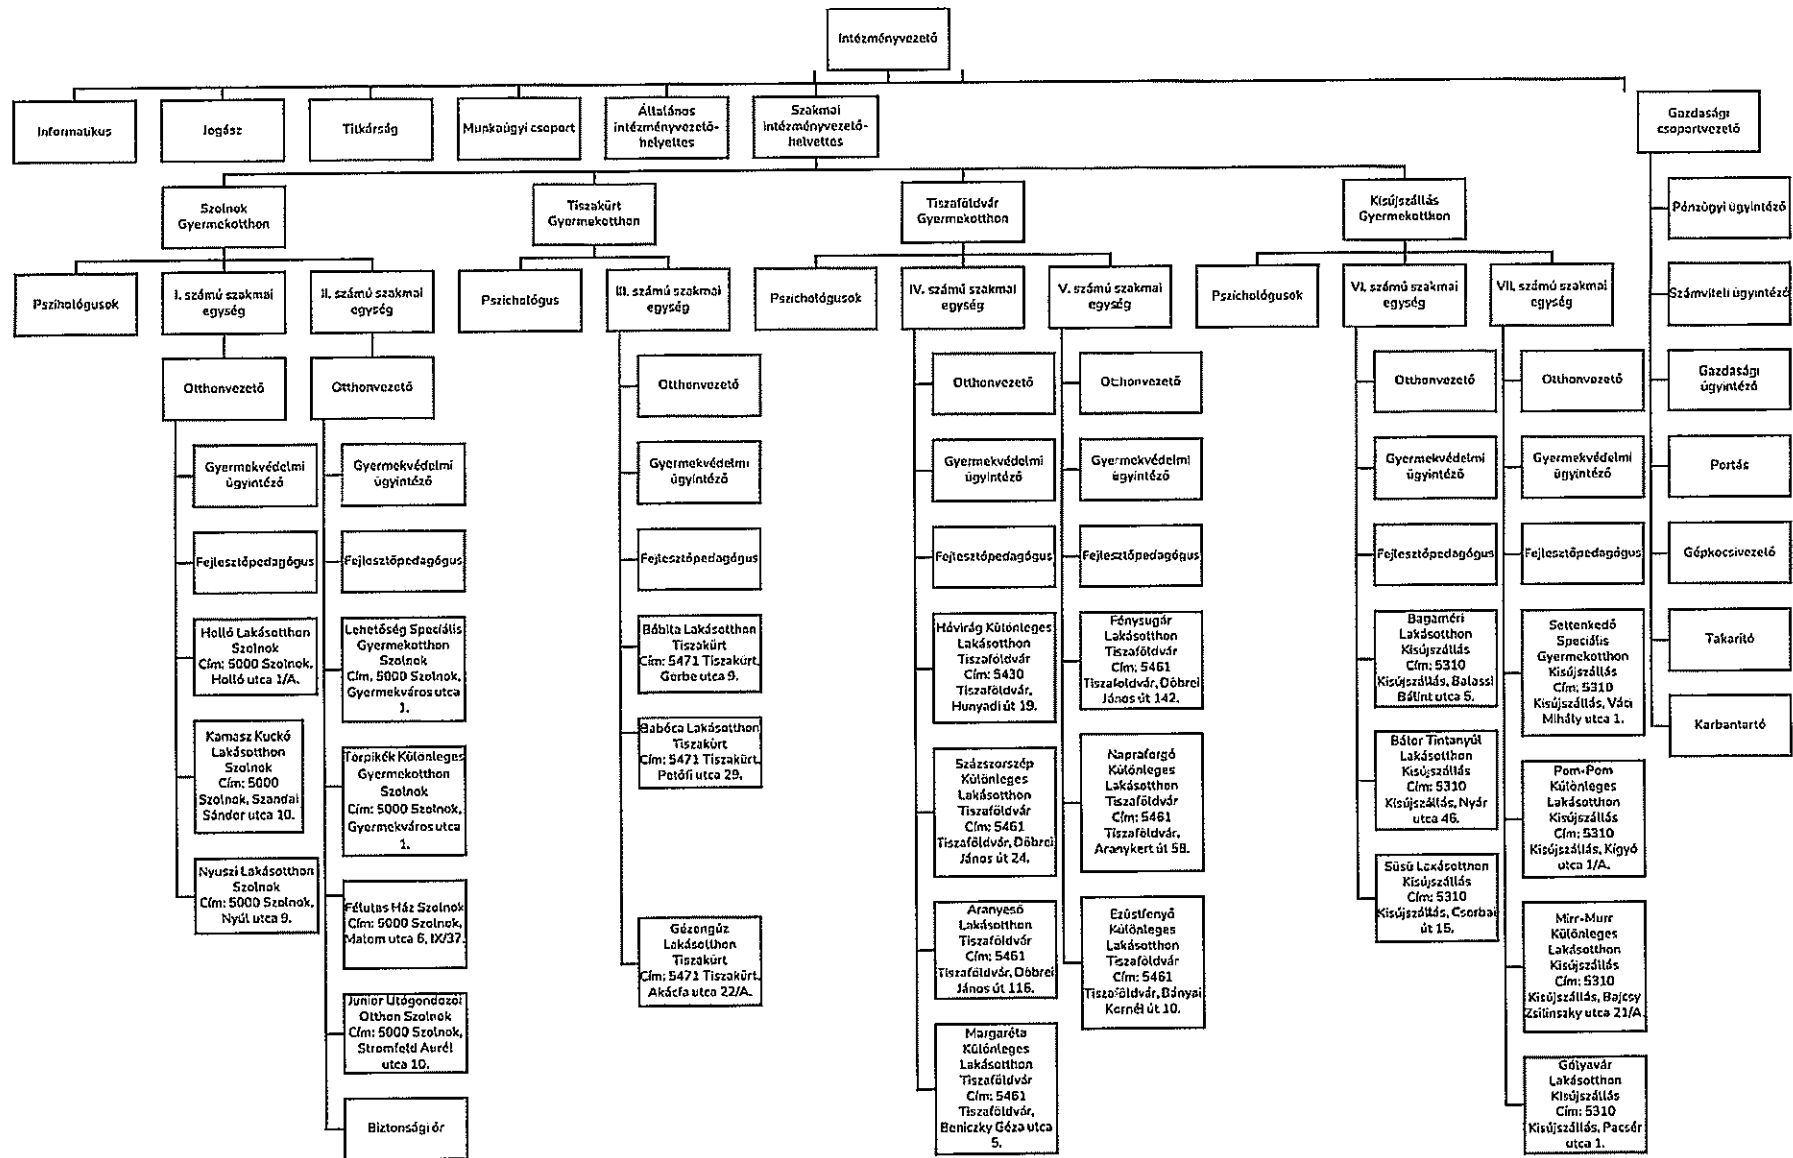 Intézményvezető
Informatikus
Jogász
Titkárság
Munkaügyi csoport
Általános
intézményvezető-
helyettes
Szakmai
intézményvezető-
helyettes
Gazdasági
csoportvezető
Szolnok
Gyermekotthon
Tiszakürt
Gyermekotthon
Tiszaföldvár
Gyermekotthon
Kisújszállás
Gyermekotthon
Pszihológusok
I. számú szakmai
egység
II. számú szakmai
egység
Pszichológus
III. számú szakmai
egység
Pszichológusok
IV. számú szakmai
egység
V. számú szakmai
egység
Pszichológusok
VI. számú szakmai
egység
VII. számú szakmai
egység
Otthonvezető
Gyermekvédelmi
ügyintéző
Fejlesztőpedagógus
Holló Lakásotthon
Szolnok
Cím: 5000 Szolnok,
Holló utca 1/A.
Kamasz Kuckó
Lakásotthon
Szolnok
Cím: 5000
Szolnok, Szandai
Sándor utca 10.
Nyuszi Lakásotthon
Szolnok
Cím: 5000 Szolnok,
Nyúl utca 9.
Otthonvezető
Gyermekvédelmi
ügyintéző
Fejlesztőpedagógus
Lehetőség Speciális
Gyermekotthon
Szolnok
Cím, 5000 Szolnok,
Gyermekváros utca
1.
Törpikék Különleges
Gyermekotthon
Szolnok
Cím: 5000 Szolnok,
Gyermekváros utca
1.
Félutas Ház Szolnok
Cím: 5000 Szolnok,
Malom utca 6, IX/37.
Junior Utógondozói
Otthon Szolnok
Cím: 5000 Szolnok,
Stromfeld Aurél
utca 10.
Biztonsági őr
Otthonvezető
Gyermekvédelmi
ügyintéző
Fejlesztőpedagógus
Bóbita Lakásotthon
Tiszakürt
Cím: 5471 Tiszakürt,
Görbe utca 9.
Babóca Lakásotthon
Tiszakürt
Cím: 5471 Tiszakürt,
Petőfi utca 29.
Gézengúz
Lakásotthon
Tiszakürt
Cím: 5471 Tiszakürt,
Akácfa utca 22/A.
Otthonvezető
Gyermekvédelmi
ügyintéző
Fejlesztőpedagógus
Hóvirág Különleges
Lakásotthon
Tiszaföldvár
Cím: 5430
Tiszaföldvár,
Hunyadi út 19.
Százszorszép
Különleges
Lakásotthon
Tiszaföldvár
Cím: 5461
Tiszaföldvár, Döbrei
János út 24.
Aranyeső
Lakásotthon
Tiszaföldvár
Cím: 5461
Tiszaföldvár, Döbrei
János út 116.
Margaréta
Különleges
Lakásotthon
Tiszaföldvár
Cím: 5461
Tiszaföldvár,
Beniczky Géza utca
5.
Otthonvezető
Gyermekvédelmi
ügyintéző
Fejlesztőpedagógus
Fénysugár
Lakásotthon
Tiszaföldvár
Cím: 5461
Tiszaföldvár, Döbrei
János út 142.
Napraforgó
Különleges
Lakásotthon
Tiszaföldvár
Cím: 5461
Tiszaföldvár,
Aranykert út 58.
Ezüstfenyő
Különleges
Lakásotthon
Tiszaföldvár
Cím: 5461
Tiszaföldvár, Bányai
Kornél út 10.
Otthonvezető
Gyermekvédelmi
ügyintéző
Fejlesztőpedagógus
Bagaméri
Lakásotthon
Kisújszállás
Cím: 5310
Kisújszállás, Balassi
Bálint utca 5.
Bátor Tintanyúl
Lakásotthon
Kisújszállás
Cím: 5310
Kisújszállás, Nyár
utca 46.
Süsü Lakásotthon
Kisújszállás
Cím: 5310
Kisújszállás, Csorbai
út 15.
Otthonvezető
Gyermekvédelmi
ügyintéző
Fejlesztőpedagógus
Settenkedő
Speciális
Gyermekotthon
Kisújszállás
Cím: 5310
Kisújszállás, Váci
Mihály utca 1.
Pom-Pom
Különleges
Lakásotthon
Kisújszállás
Cím: 5310
Kisújszállás, Kígyó
utca 1/A.
Mirr-Murr
Különleges
Lakásotthon
Kisújszállás
Cím: 5310
Kisújszállás, Bajcsy
Zsilinszky utca 21/A.
Gólyavár
Lakásotthon
Kisújszállás
Cím: 5310
Kisújszállás, Pacsér
utca 1.
Pénzügyi ügyintéző
Számviteli ügyintéző
Gazdasági
ügyintéző
Portás
Gépkocsivezető
Takarító
Karbantartó